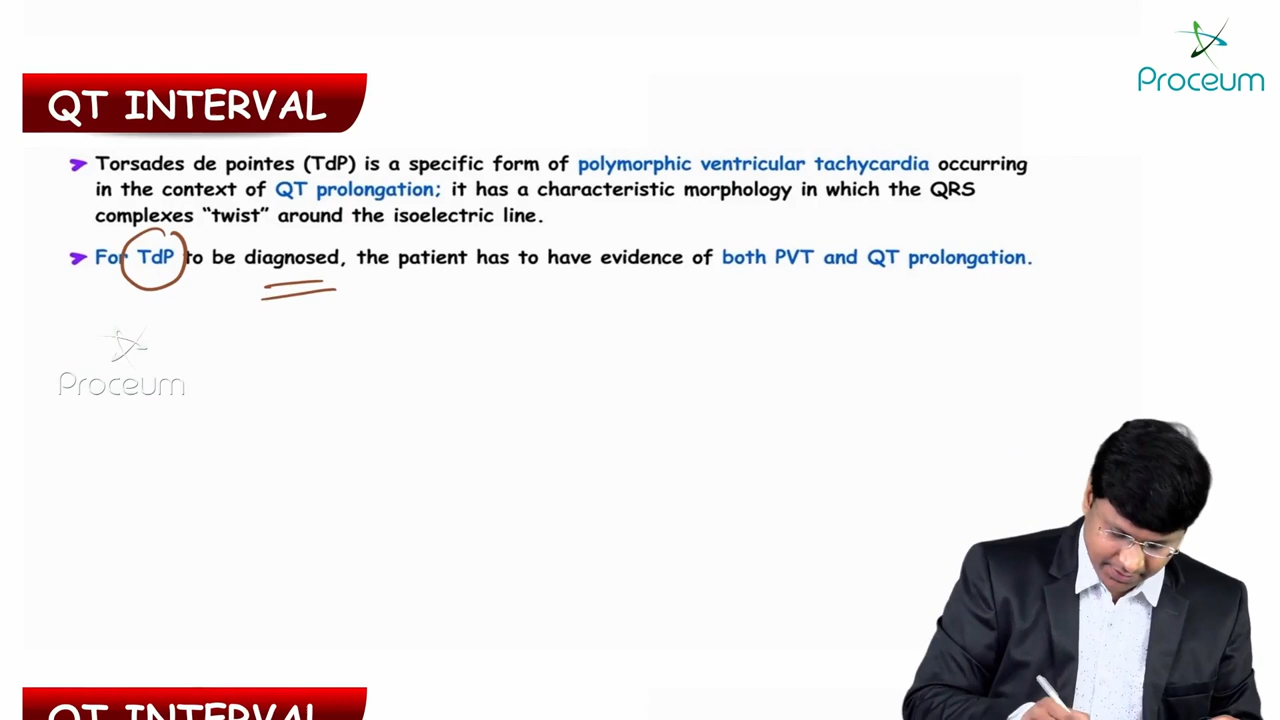 Proceum
QT INTERVAL
➤ Torsades de pointes (TdP) is a specific form of polymorphic ventricular tachycardia occurring
in the context of QT prolongation; it has a characteristic morphology in which the QRS
complexes “twist” around the isoelectric line.
➤ For TdP to be diagnosed, the patient has to have evidence of both PVT and QT prolongation.
Proceum
QT INTERVAL